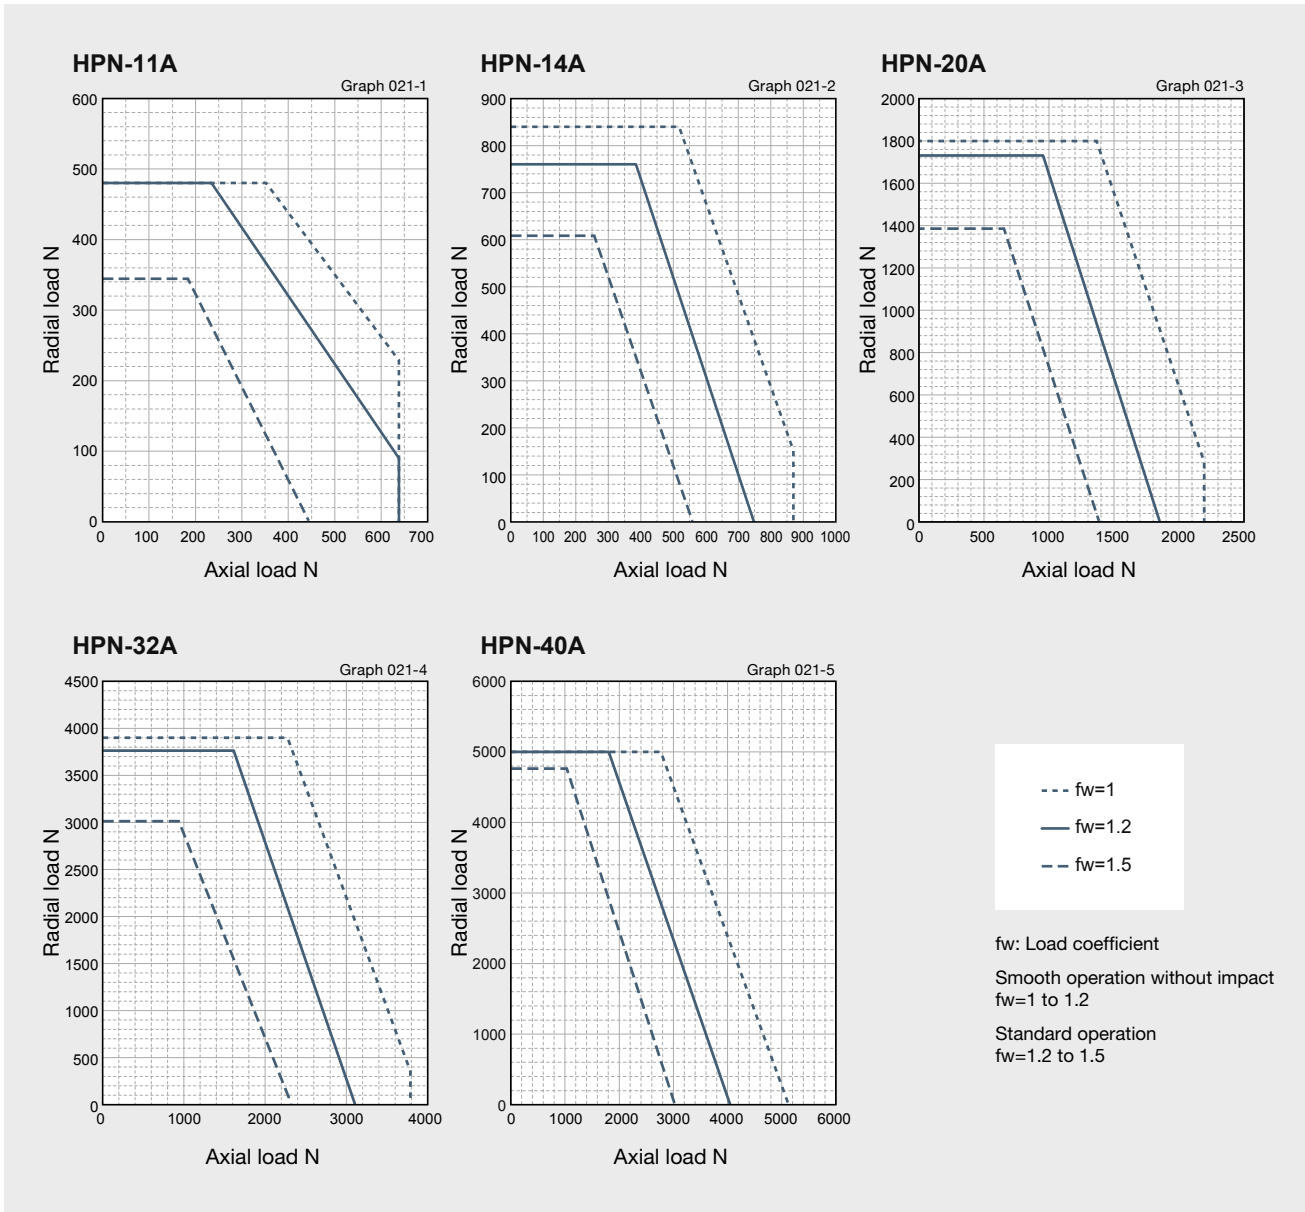 HPN-11A
Graph 021-1
600
500
400
300
200
100
0
0 100 200 300 400 500 600 700
Radial load N
Axial load N
HPN-14A
Graph 021-2
900
800
700
600
500
400
300
200
100
0
0 100 200 300 400 500 600 700 800 900 1000
Radial load N
Axial load N
HPN-20A
Graph 021-3
2000
1800
1600
1400
1200
1000
800
600
400
200
0
0 500 1000 1500 2000 2500
Radial load N
Axial load N
HPN-32A
Graph 021-4
4500
4000
3500
3000
2500
2000
1500
1000
500
0
0 1000 2000 3000 4000
Radial load N
Axial load N
HPN-40A
Graph 021-5
6000
5000
4000
3000
2000
1000
0
0 1000 2000 3000 4000 5000 6000
Radial load N
Axial load N
fw=1
fw=1.2
fw=1.5
fw: Load coefficient
Smooth operation without impact
fw=1 to 1.2
Standard operation
fw=1.2 to 1.5